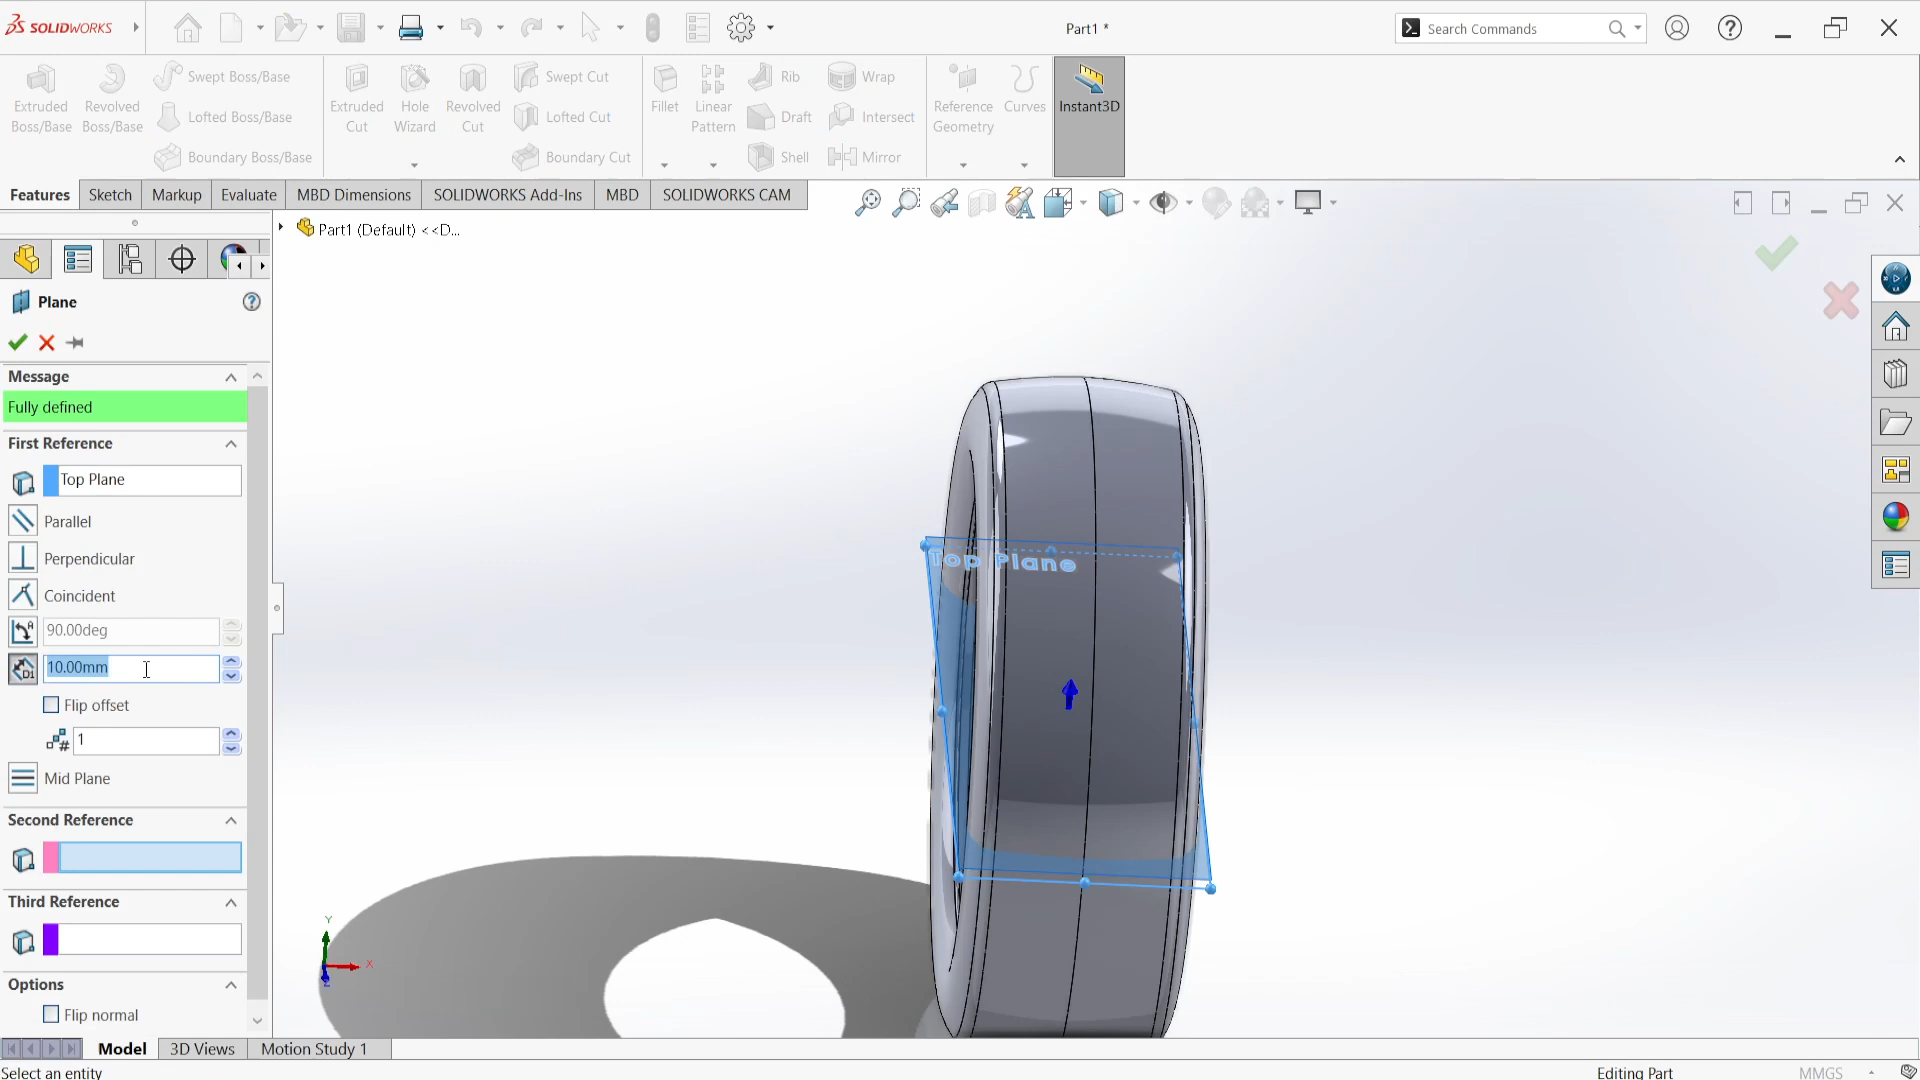 SOLIDWORKS
Part1 *
Search Commands
Extruded Boss/Base
Revolved Boss/Base
Swept Boss/Base
Lofted Boss/Base
Boundary Boss/Base
Extruded Cut
Hole Wizard
Revolved Cut
Swept Cut
Lofted Cut
Boundary Cut
Fillet
Linear Pattern
Rib
Draft
Shell
Wrap
Intersect
Mirror
Reference Geometry
Curves
Instant3D
Features
Sketch
Markup
Evaluate
MBD Dimensions
SOLIDWORKS Add-Ins
MBD
SOLIDWORKS CAM
Part1 (Default) <<D...
Plane
Message
Fully defined
First Reference
Top Plane
Parallel
Perpendicular
Coincident
90.00deg
10.00mm
Flip offset
1
Mid Plane
Second Reference
Third Reference
Options
Flip normal
Top Plane
Y
X
Z
Model
3D Views
Motion Study 1
Select an entity
Editing Part
MMGS